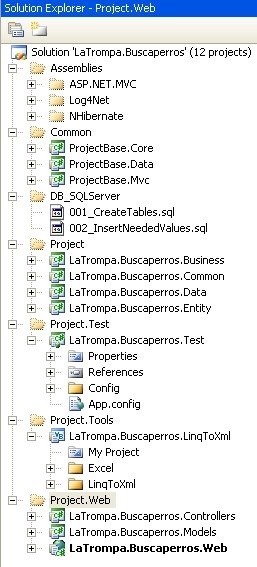 Solution Explorer - Project.Web
Solution 'LaTrompa.Buscaperros' (12 projects)
Assemblies
ASP.NET.MVC
Log4Net
NHibernate
Common
ProjectBase.Core
ProjectBase.Data
ProjectBase.Mvc
DB_SQLServer
001_CreateTables.sql
002_InsertNeededValues.sql
Project
LaTrompa.Buscaperros.Business
LaTrompa.Buscaperros.Common
LaTrompa.Buscaperros.Data
LaTrompa.Buscaperros.Entity
Project.Test
LaTrompa.Buscaperros.Test
Properties
References
Config
App.config
Project.Tools
LaTrompa.Buscaperros.LinqToXml
My Project
Excel
LinqToXml
Project.Web
LaTrompa.Buscaperros.Controllers
LaTrompa.Buscaperros.Models
LaTrompa.Buscaperros.Web